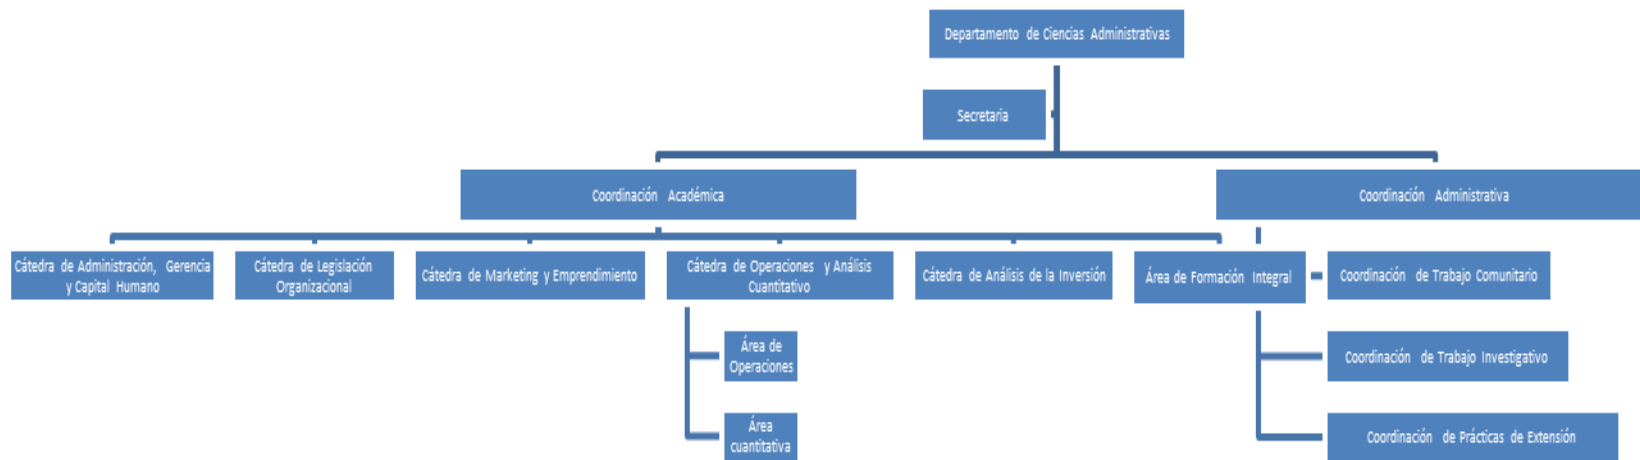 Departamento de Ciencias Administrativas
Secretaria
Coordinación Académica
Coordinación Administrativa
Cátedra de Administración, Gerencia
y Capital Humano
Cátedra de Legislación
Organizacional
Cátedra de Marketing y Emprendimiento
Cátedra de Operaciones y Análisis
Cuantitativo
Cátedra de Análisis de la Inversión
Área de Formación Integral
Coordinación de Trabajo Comunitario
Área de
Operaciones
Coordinación de Trabajo Investigativo
Área
cuantitativa
Coordinación de Prácticas de Extensión